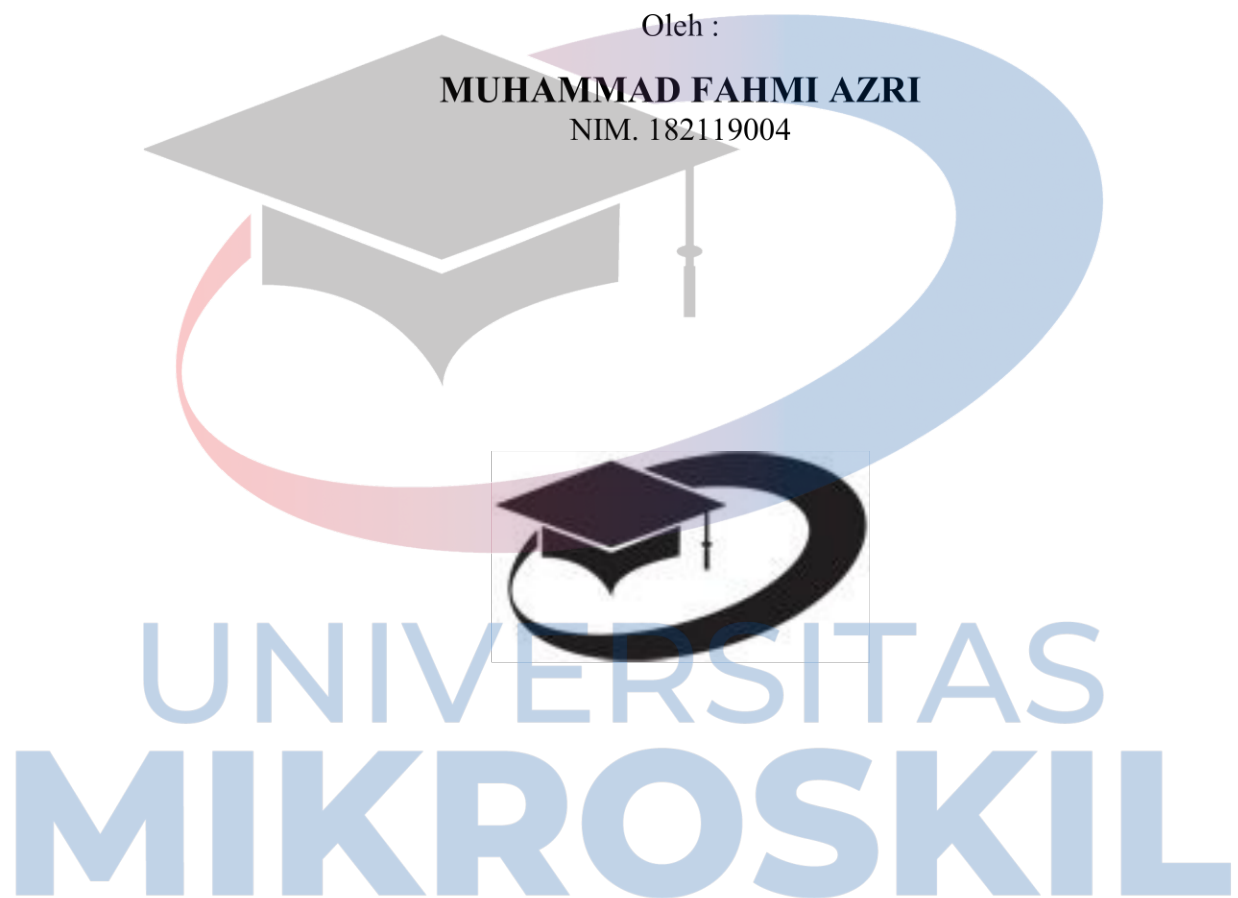 Oleh :
MUHAMMAD FAHMI AZRI
NIM. 182119004
UNIVERSITAS
MIKROSKIL